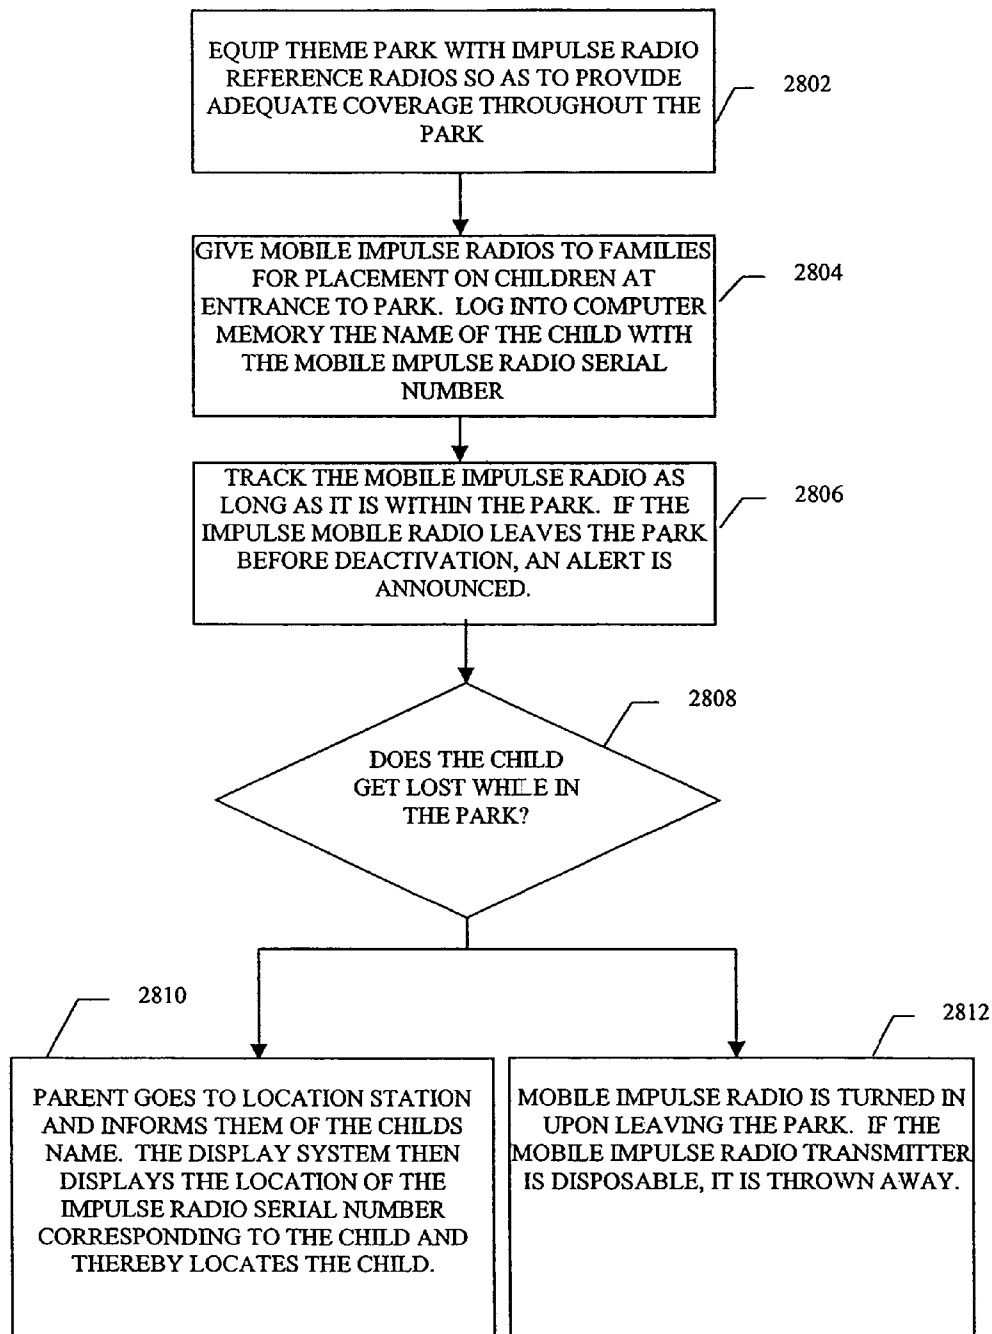 EQUIP THEME PARK WITH IMPULSE RADIO
REFERENCE RADIOS SO AS TO PROVIDE
ADEQUATE COVERAGE THROUGHOUT THE
PARK
2802
GIVE MOBILE IMPULSE RADIOS TO FAMILIES
FOR PLACEMENT ON CHILDREN AT
ENTRANCE TO PARK. LOG INTO COMPUTER
MEMORY THE NAME OF THE CHILD WITH
THE MOBILE IMPULSE RADIO SERIAL
NUMBER
2804
TRACK THE MOBILE IMPULSE RADIO AS
LONG AS IT IS WITHIN THE PARK. IF THE
IMPULSE MOBILE RADIO LEAVES THE PARK
BEFORE DEACTIVATION, AN ALERT IS
ANNOUNCED.
2806
DOES THE CHILD
GET LOST WHILE IN
THE PARK?
2808
2810
PARENT GOES TO LOCATION STATION
AND INFORMS THEM OF THE CHILDS
NAME. THE DISPLAY SYSTEM THEN
DISPLAYS THE LOCATION OF THE
IMPULSE RADIO SERIAL NUMBER
CORRESPONDING TO THE CHILD AND
THEREBY LOCATES THE CHILD.
2812
MOBILE IMPULSE RADIO IS TURNED IN
UPON LEAVING THE PARK. IF THE
MOBILE IMPULSE RADIO TRANSMITTER
IS DISPOSABLE, IT IS THROWN AWAY.